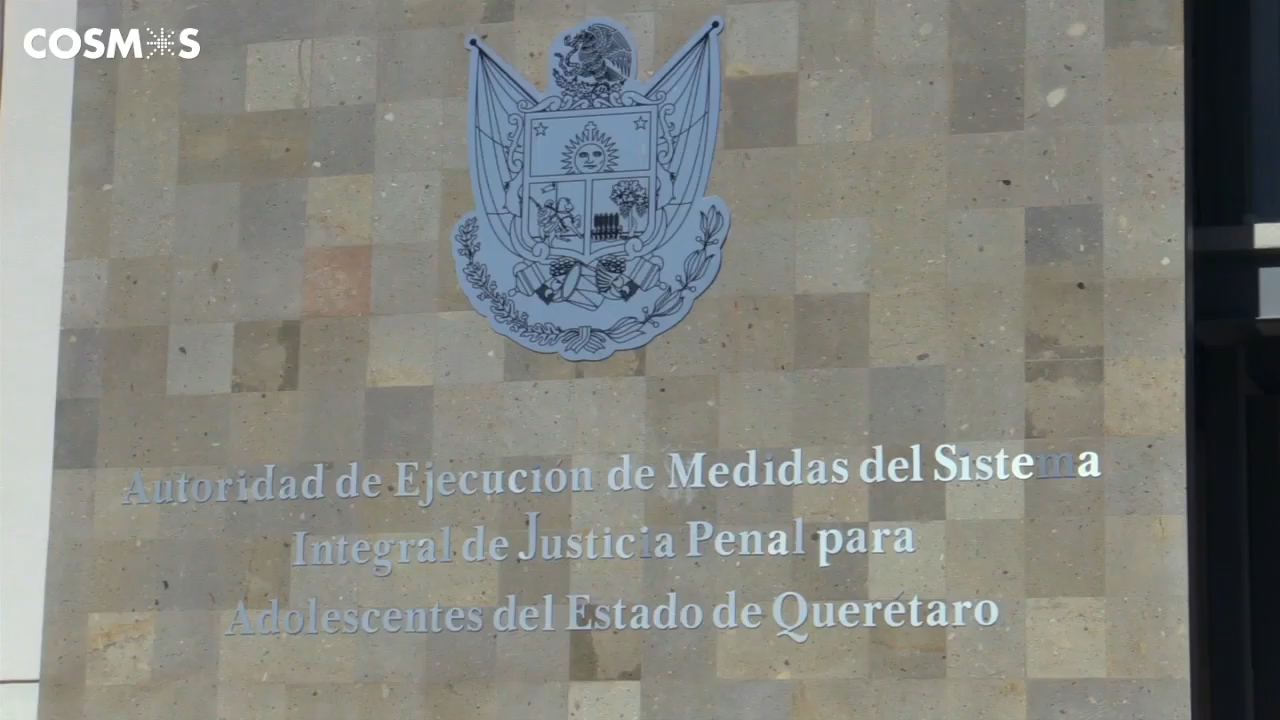 COSMOS
Autoridad de Ejecución de Medidas del Sistema
Integral de Justicia Penal para
Adolescentes del Estado de Querétaro